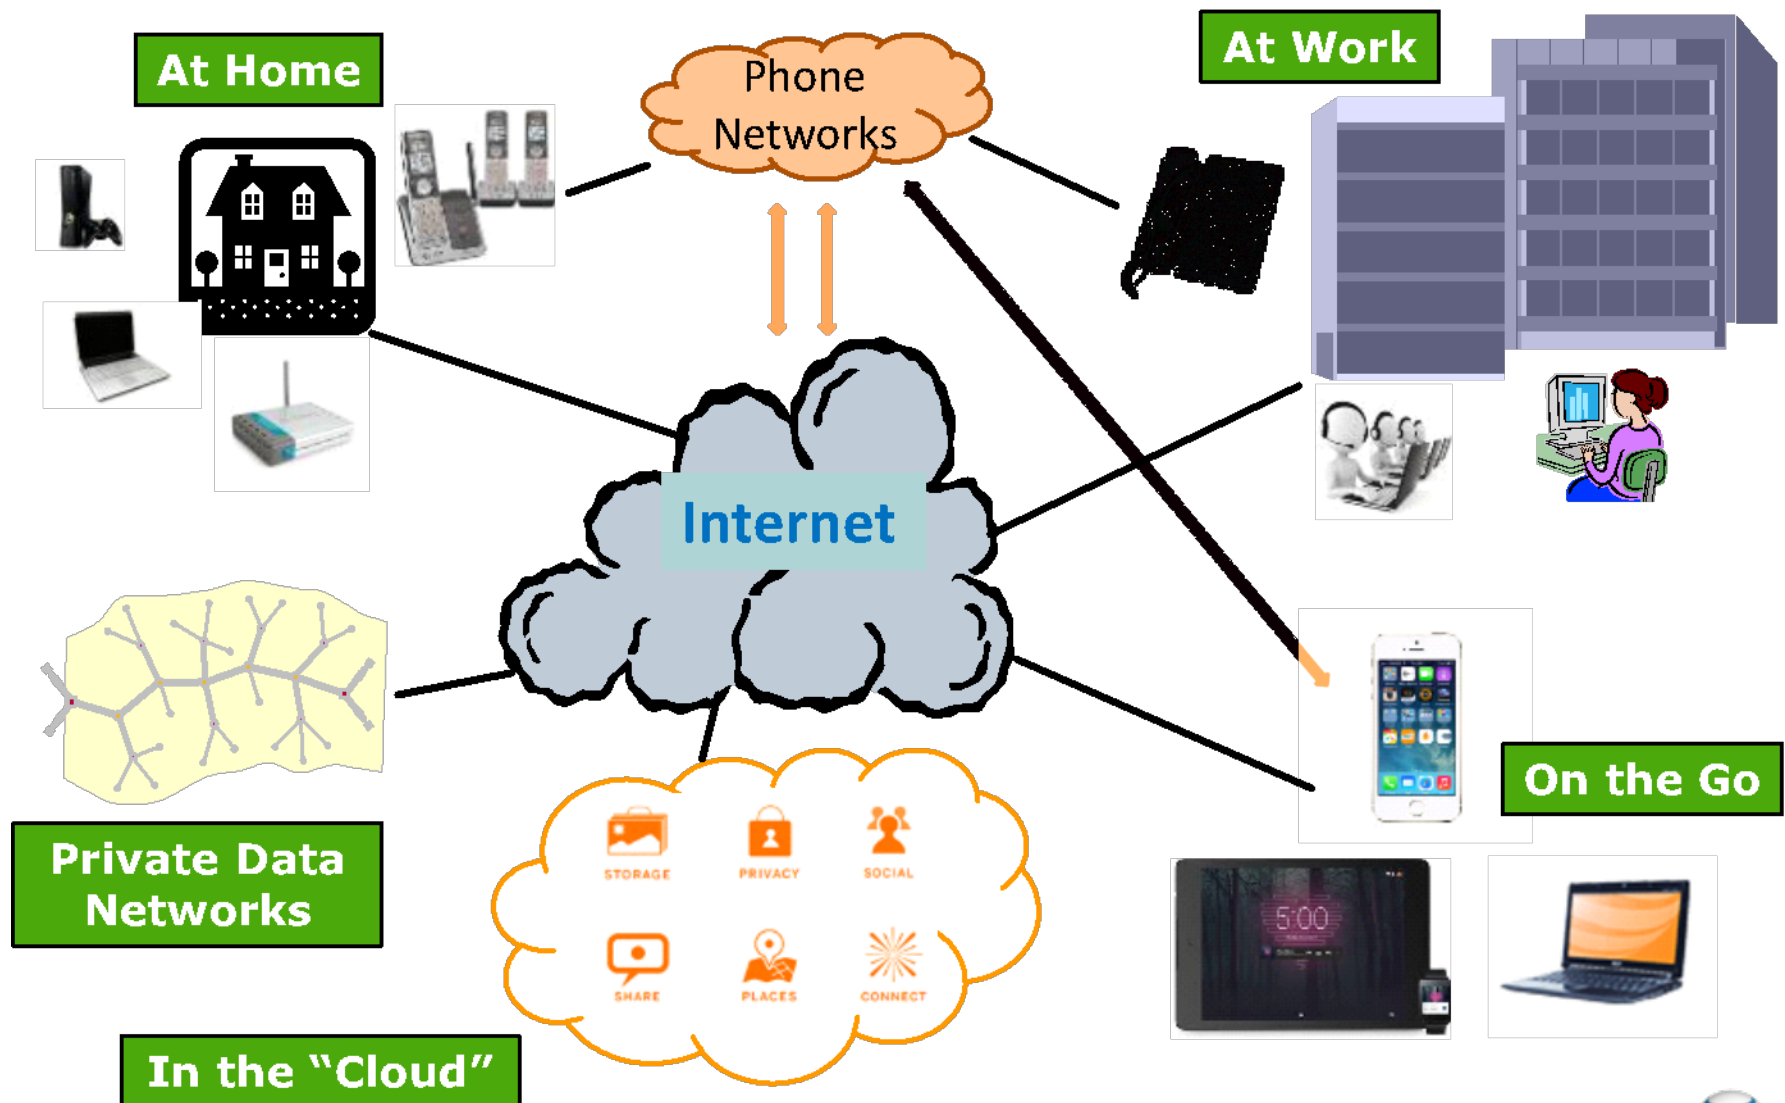 At Home
Phone
Networks
At Work
Internet
Private Data
Networks
On the Go
STORAGE
PRIVACY
SOCIAL
SHARE
PLACES
CONNECT
5:00
In the “Cloud”